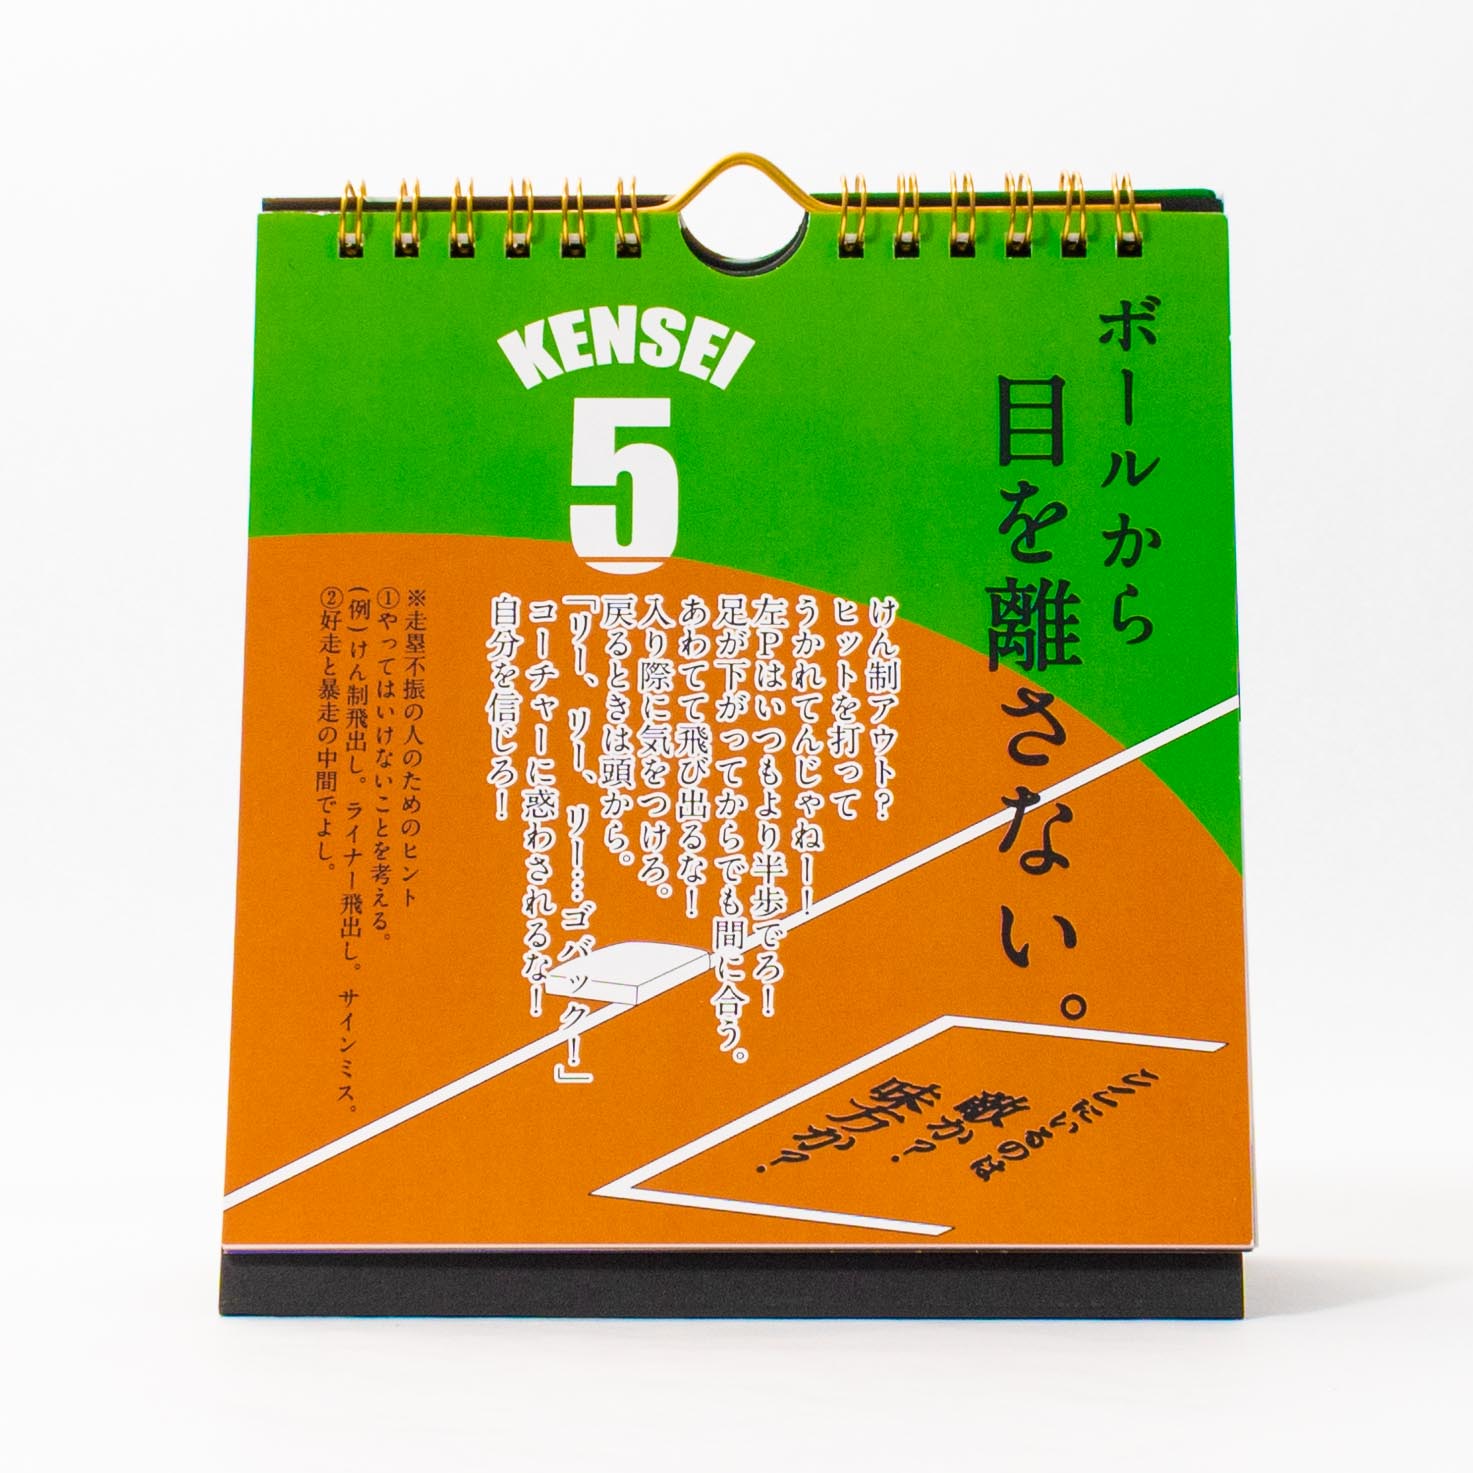 KENSEI
5
ボールから
目を離さない。
けん制アウト?
ヒットを打って
うかれてんじゃねー!
左Pはいつもより半歩でろ!
足が下がってからでも間に合う。
あわてて飛び出るな!
入り際に気をつけろ。
戻るときは頭から。
「リー、リー、リー…ゴバック!」
コーチャーに惑わされるな!
自分を信じろ!
※走塁不振の人のためのヒント
①やってはいけないことを考える。
(例)けん制飛出し。ライナー飛出し。サインミス。
②好走と暴走の中間でよし。
ここにいるのは
敵か?
味方か?